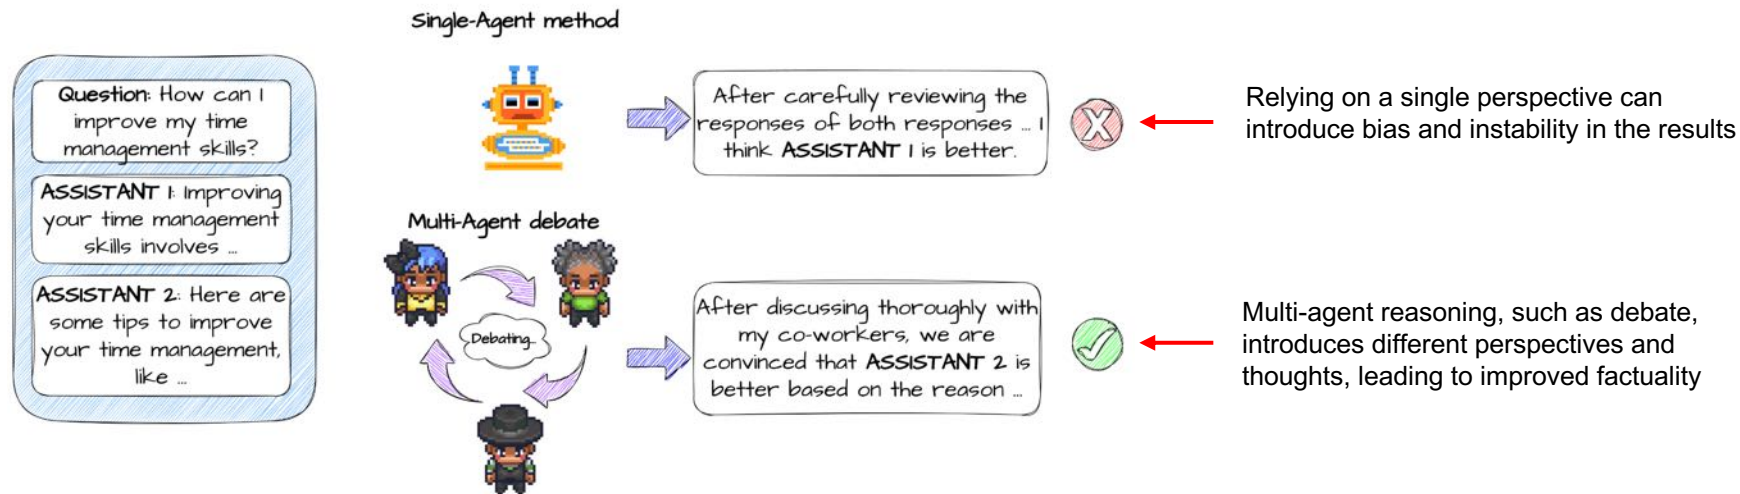 Single-Agent method
Question: How can I
improve my time
management skills?
ASSISTANT 1: Improving
your time management
skills involves ...
ASSISTANT 2: Here are
some tips to improve
your time management,
like ...
After carefully reviewing the
responses of both responses ... I
think ASSISTANT 1 is better.
X
Relying on a single perspective can
introduce bias and instability in the results
Multi-Agent debate
Debating...
After discussing thoroughly with
my co-workers, we are
convinced that ASSISTANT 2 is
better based on the reason ...
Multi-agent reasoning, such as debate,
introduces different perspectives and
thoughts, leading to improved factuality